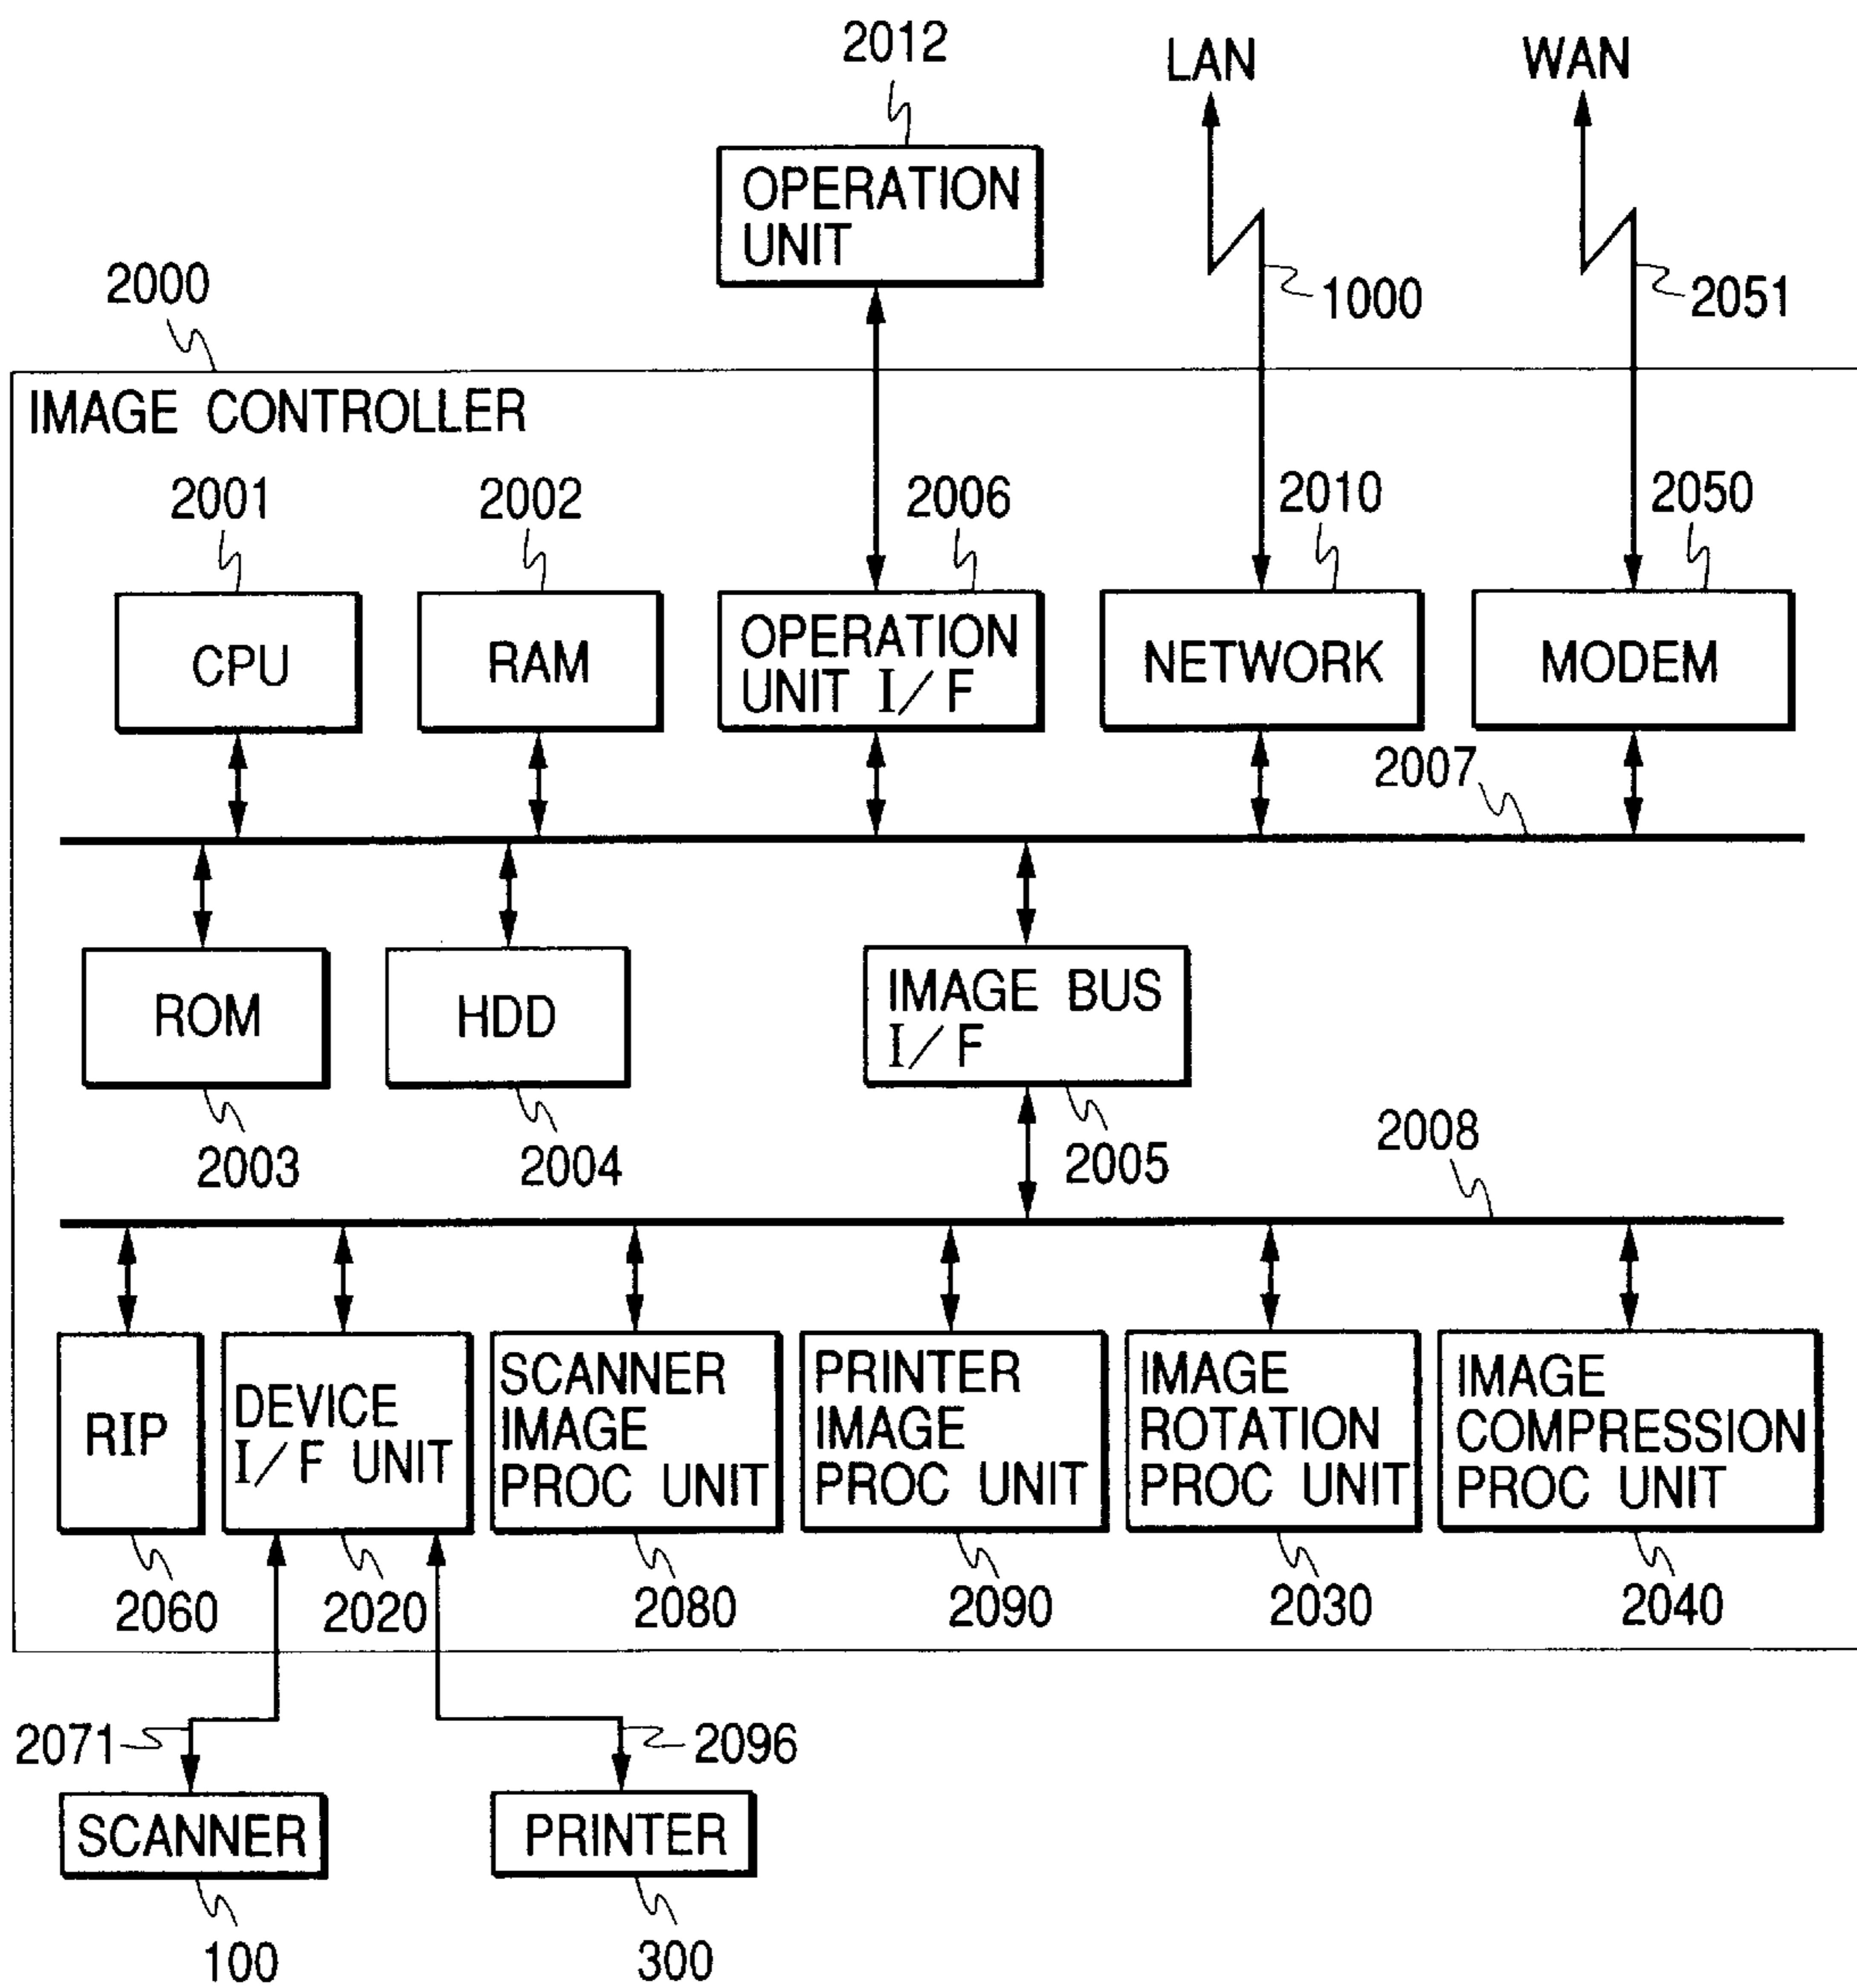 2012
LAN
WAN
OPERATION
UNIT
2000
1000
2051
IMAGE CONTROLLER
2001
2002
2006
2010
2050
CPU
RAM
OPERATION
UNIT I/F
NETWORK
MODEM
2007
ROM
HDD
IMAGE BUS
I/F
2003
2004
2005
2008
RIP
DEVICE
I/F UNIT
SCANNER
IMAGE
PROC UNIT
PRINTER
IMAGE
PROC UNIT
IMAGE
ROTATION
PROC UNIT
IMAGE
COMPRESSION
PROC UNIT
2060
2020
2080
2090
2030
2040
2071
2096
SCANNER
PRINTER
100
300